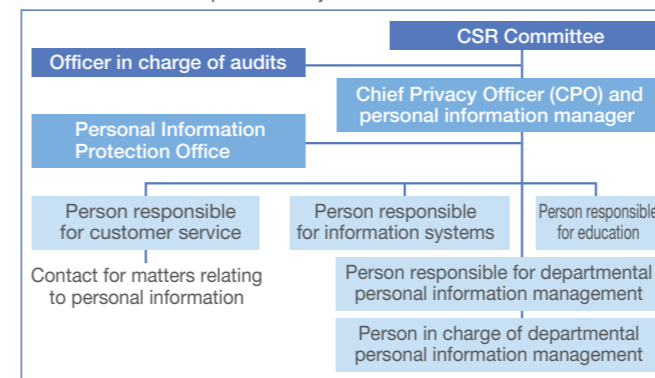 CSR Committee
Officer in charge of audits
Chief Privacy Officer (CPO) and
personal information manager
Personal Information
Protection Office
Person responsible
for customer service
Person responsible
for information systems
Person responsible
for education
Contact for matters relating
to personal information
Person responsible for departmental
personal information management
Person in charge of departmental
personal information management